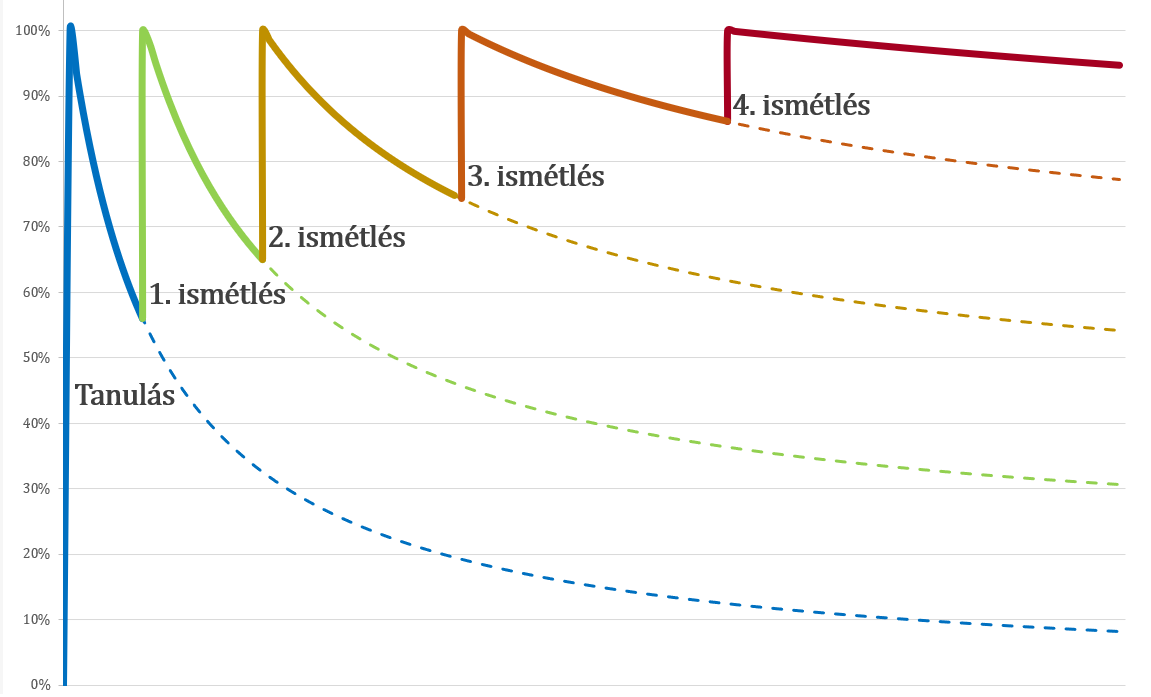 100%
90%
4. ismétlés
80%
3. ismétlés
70%
2. ismétlés
60%
1. ismétlés
50%
Tanulás
40%
30%
20%
10%
0%